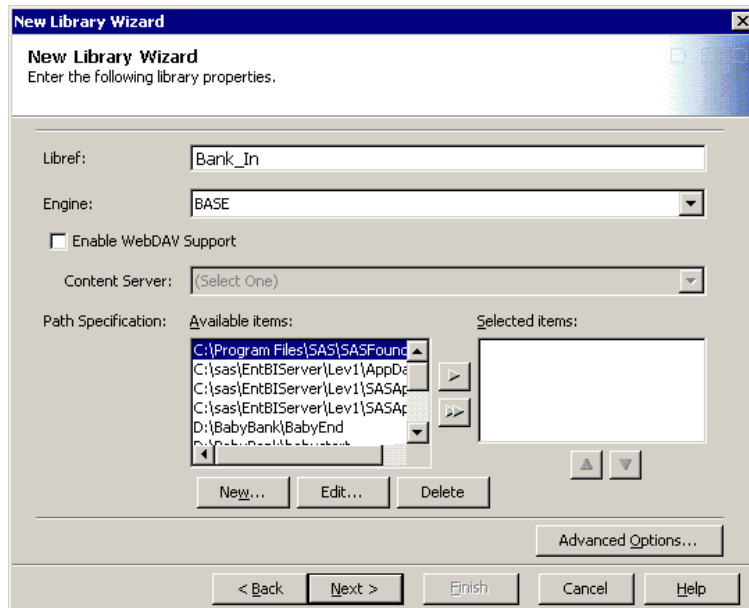 New Library Wizard
New Library Wizard
Enter the following library properties.
Libref: Bank_In
Engine: BASE
Enable WebDAV Support
Content Server: (Select One)
Path Specification: Available items: Selected items:
C:\Program Files\SAS\SASFound
C:\sas\EntBIServer\Lev1\AppDa
C:\sas\EntBIServer\Lev1\SASAp
C:\sas\EntBIServer\Lev1\SASAp
D:\BabyBank\BabyEnd
D:\BabyBank\babystart
New... Edit... Delete
Advanced Options...
< Back Next > Finish Cancel Help